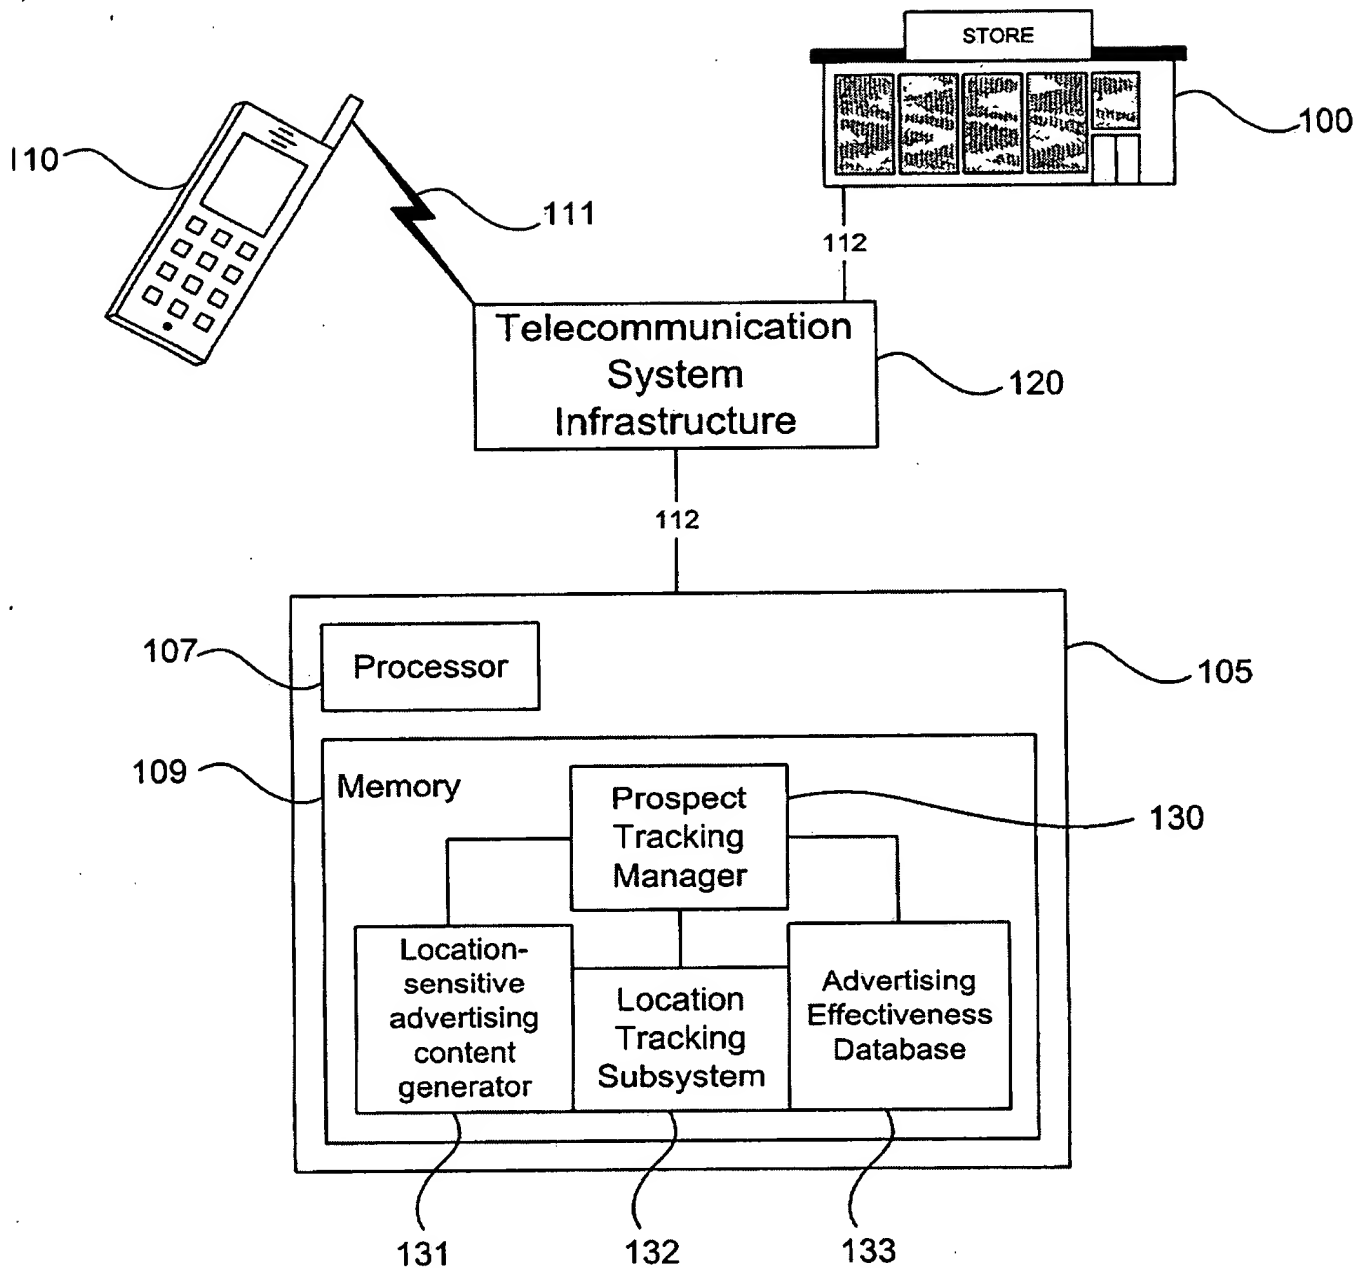 STORE
100
110
111
112
Telecommunication
System
Infrastructure
120
112
107
Processor
105
109
Memory
Prospect
Tracking
Manager
130
Location-
sensitive
advertising
content
generator
Location
Tracking
Subsystem
Advertising
Effectiveness
Database
131
132
133